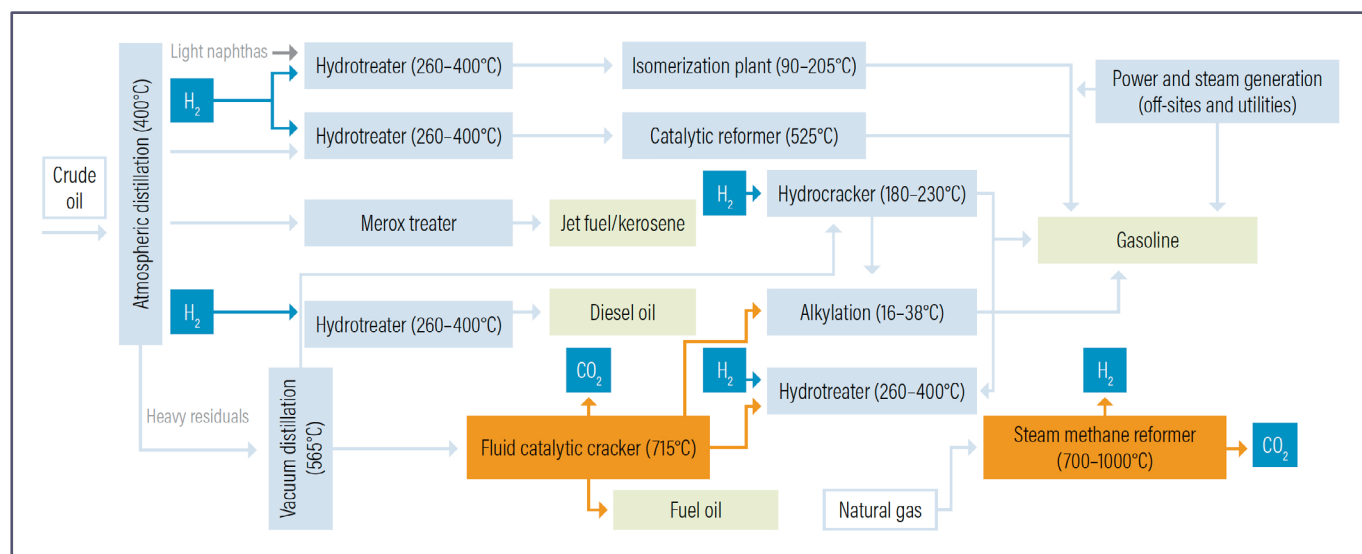 Light naphthas
Hydrotreater (260–400°C)
Isomerization plant (90–205°C)
Power and steam generation
(off-sites and utilities)
H₂
Atmospheric distillation (400°C)
Hydrotreater (260–400°C)
Catalytic reformer (525°C)
Crude
oil
H₂
Hydrocracker (180–230°C)
Merox treater
Jet fuel/kerosene
Gasoline
H₂
Hydrotreater (260–400°C)
Diesel oil
Alkylation (16–38°C)
CO₂
H₂
Hydrotreater (260–400°C)
H₂
Heavy residuals
Vacuum distillation
(565°C)
Fluid catalytic cracker (715°C)
Steam methane reformer
(700–1000°C)
CO₂
Fuel oil
Natural gas